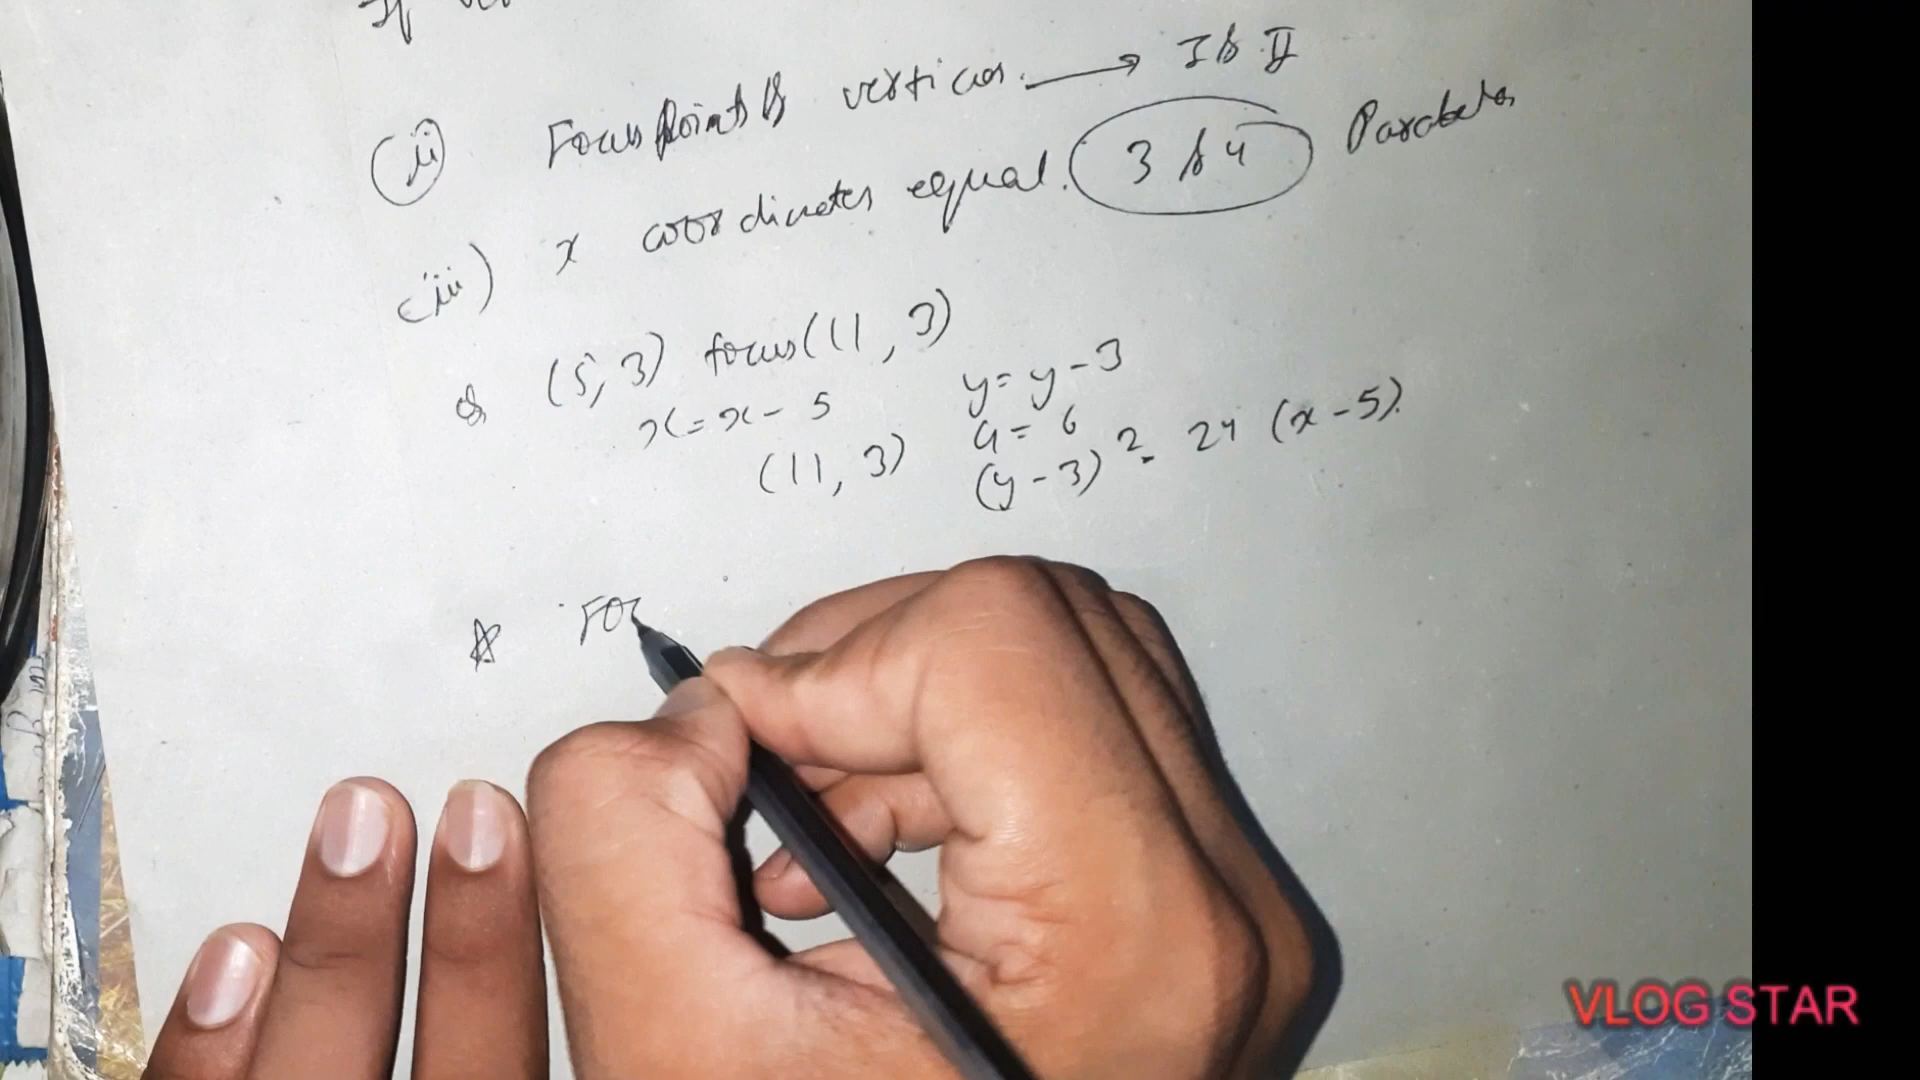 If
(ii) Focus points & vertices. → I & II
(iii) x coordinates equal. 3 & 4 Parabola
(5, 3) focus (11, 3)
x = x - 5 y = y - 3
(11, 3) a = 6
(y - 3)² = 24 (x - 5).
Fo
VLOG STAR